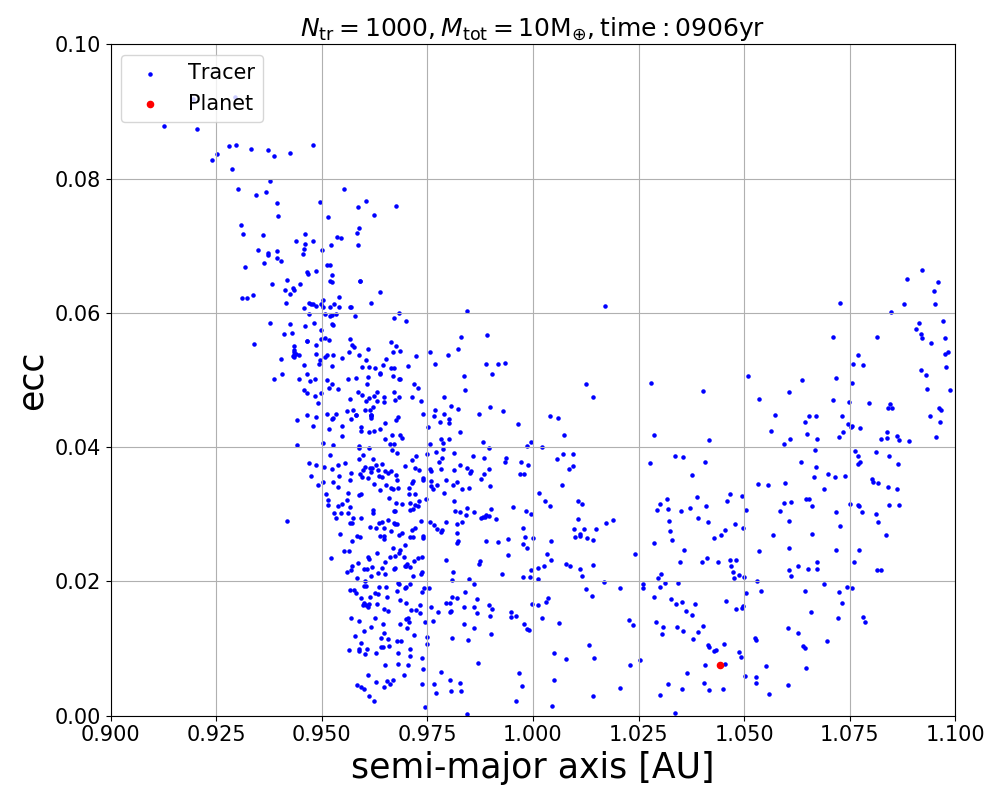 N_tr = 1000, M_tot = 10M_⊕, time : 0906yr
0.10
Tracer
Planet
0.08
0.06
ecc
0.04
0.02
0.00
0.900 0.925 0.950 0.975 1.000 1.025 1.050 1.075 1.100
semi-major axis [AU]